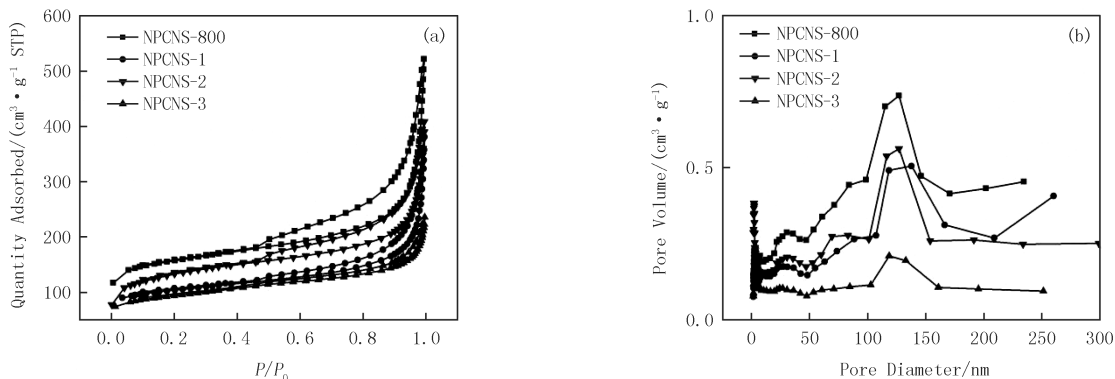 600
500
400
300
200
100
Quantity Adsorbed/(cm³·g⁻¹ STP)
NPCNS-800
NPCNS-1
NPCNS-2
NPCNS-3
(a)
0.0 0.2 0.4 0.6 0.8 1.0
P/P₀
1.0
0.5
0.0
Pore Volume/(cm³·g⁻¹)
NPCNS-800
NPCNS-1
NPCNS-2
NPCNS-3
(b)
0 50 100 150 200 250 300
Pore Diameter/nm